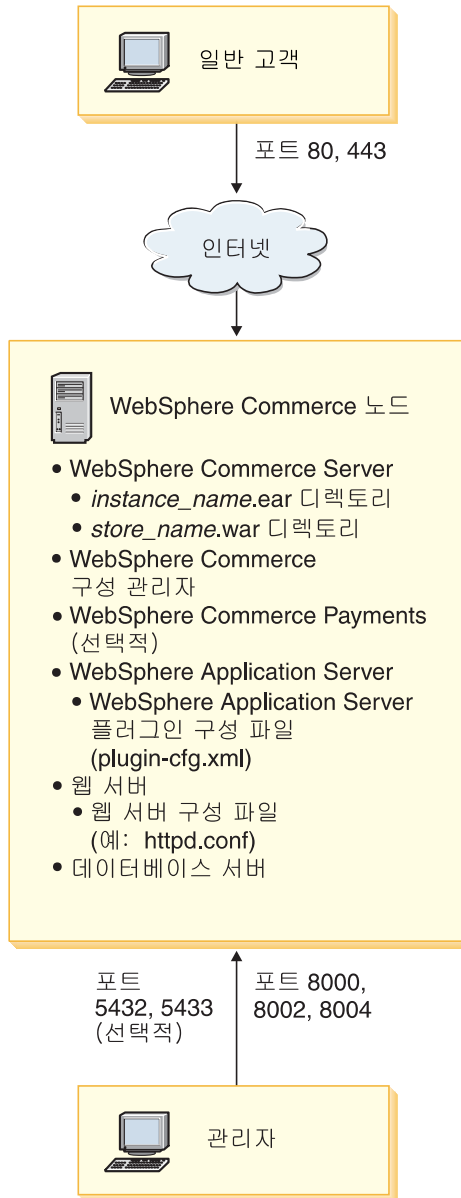 일반 고객
포트 80, 443
인터넷
WebSphere Commerce 노드
• WebSphere Commerce Server
• instance_name.ear 디렉토리
• store_name.war 디렉토리
• WebSphere Commerce
구성 관리자
• WebSphere Commerce Payments
(선택적)
• WebSphere Application Server
• WebSphere Application Server
플러그인 구성 파일
(plugin-cfg.xml)
• 웹 서버
• 웹 서버 구성 파일
(예: httpd.conf)
• 데이터베이스 서버
포트
5432, 5433
(선택적)
포트 8000,
8002, 8004
관리자